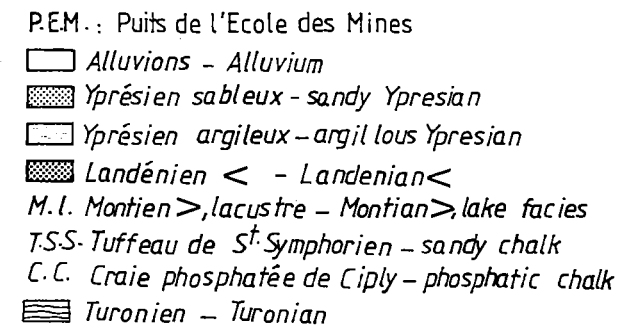 P.E.M. : Puits de l'Ecole des Mines
Alluvions - Alluvium
Yprésien sableux - sandy Ypresian
Yprésien argileux - argillous Ypresian
Landénien < - Landenian<
M.l. Montien >, lacustre - Montian >, lake facies
T.S.S- Tuffeau de St. Symphorien - sandy chalk
C.C. Craie phosphatée de Ciply - phosphatic chalk
Turonien - Turonian